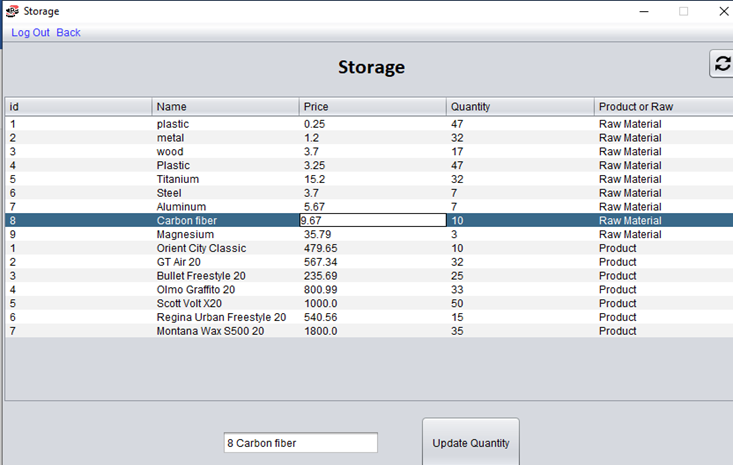 Storage
Log Out Back
Storage
id Name Price Quantity Product or Raw
1 plastic 0.25 47 Raw Material
2 metal 1.2 32 Raw Material
3 wood 3.7 17 Raw Material
4 Plastic 3.25 47 Raw Material
5 Titanium 15.2 32 Raw Material
6 Steel 3.7 7 Raw Material
7 Aluminum 5.67 7 Raw Material
8 Carbon fiber 9.67 10 Raw Material
9 Magnesium 35.79 3 Raw Material
1 Orient City Classic 479.65 10 Product
2 GT Air 20 567.34 32 Product
3 Bullet Freestyle 20 235.69 25 Product
4 Olmo Graffito 20 800.99 33 Product
5 Scott Volt X20 1000.0 50 Product
6 Regina Urban Freestyle 20 540.56 15 Product
7 Montana Wax S500 20 1800.0 35 Product
8 Carbon fiber Update Quantity